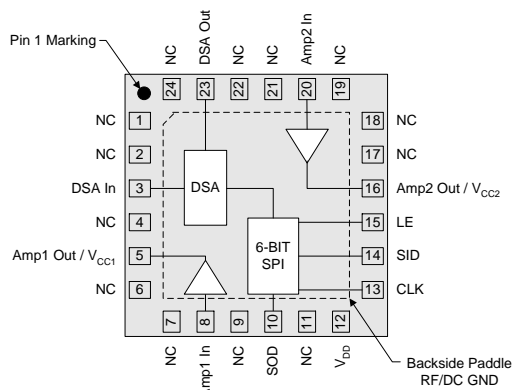 Pin 1 Marking
NC
DSA Out
NC
NC
Amp2 In
NC
24
23
22
21
20
19
NC 1
NC 2
DSA In 3
NC 4
Amp1 Out / VCC1 5
NC 6
18 NC
17 NC
16 Amp2 Out / VCC2
15 LE
14 SID
13 CLK
DSA
6-BIT
SPI
7
8
9
10
11
12
NC
Amp1 In
NC
SOD
NC
VDD
Backside Paddle
RF/DC GND